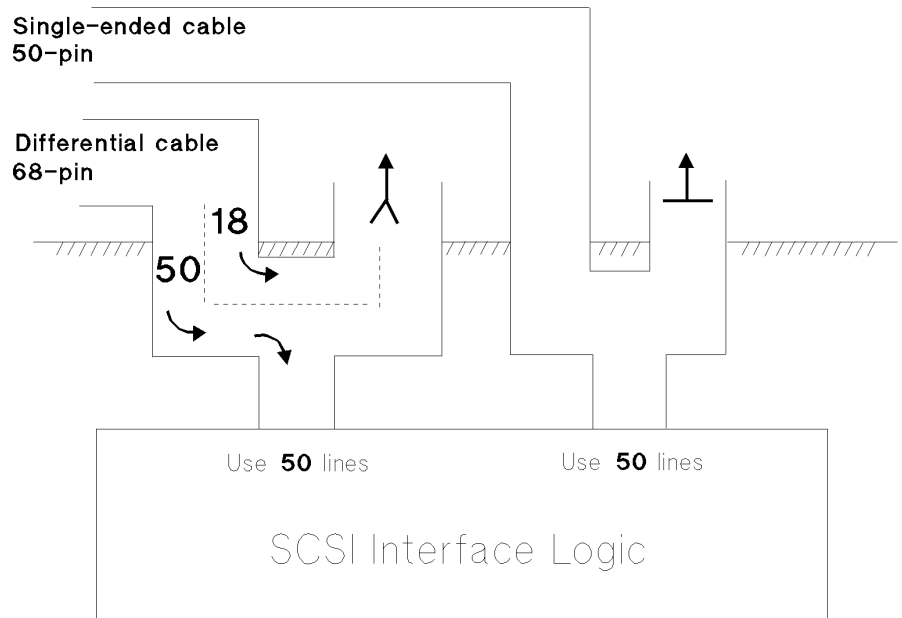 Single-ended cable
50-pin
Differential cable
68-pin
18
50
Use 50 lines
Use 50 lines
SCSI Interface Logic